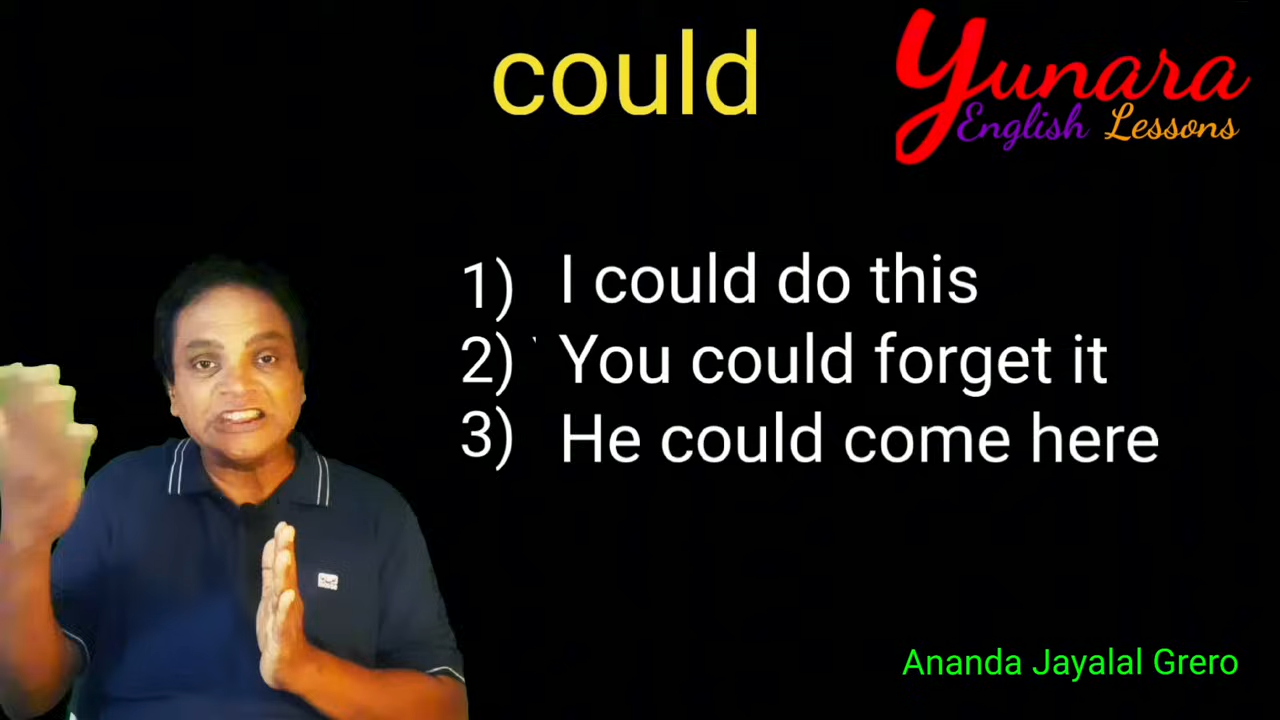 could
Yunara
English Lessons
1) I could do this
2) You could forget it
3) He could come here
Ananda Jayalal Grero